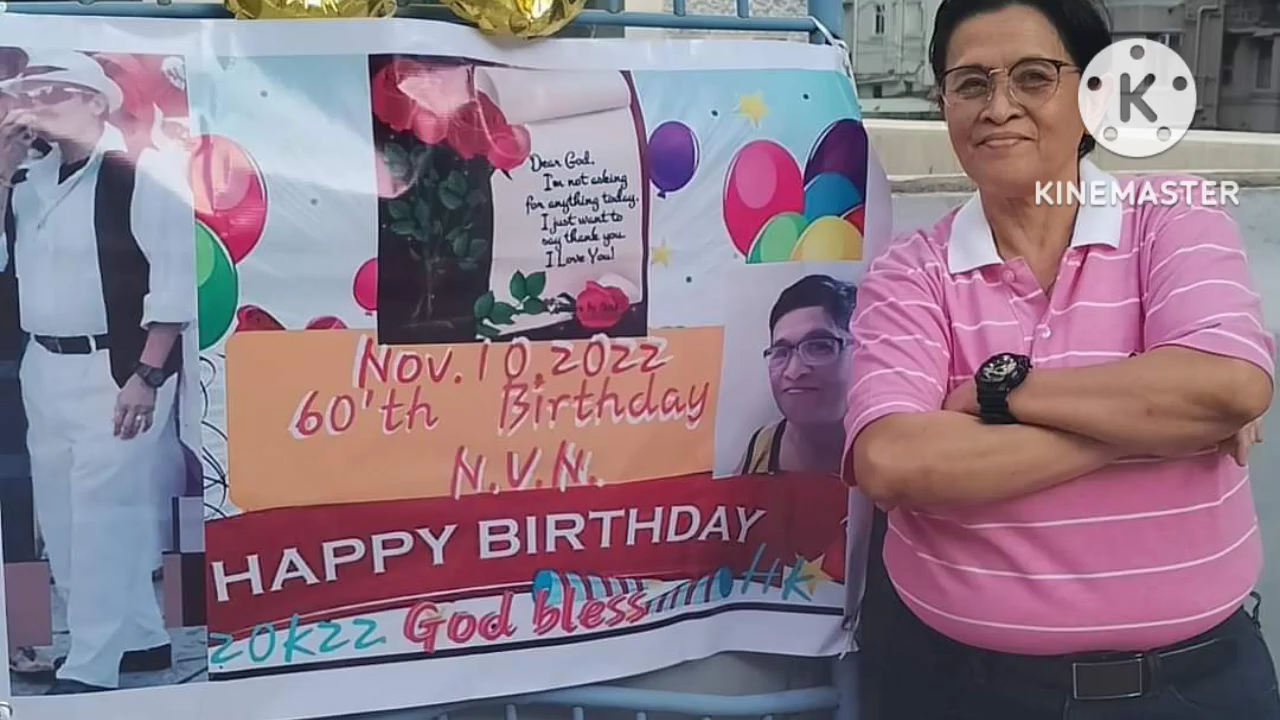 Dear God,
I'm not asking
for anything today.
I just want to
say thank you
I Love You!
Nov. 10. 2022
60'th Birthday
N.V.N.
HAPPY BIRTHDAY
20k22 God bless HK
K
KINEMASTER